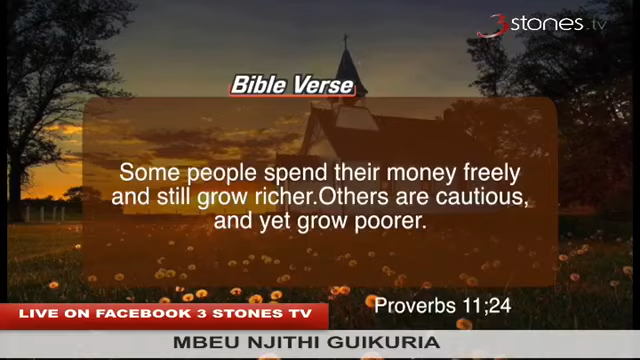 3stones.tv
Bible Verse
Some people spend their money freely
and still grow richer.Others are cautious,
and yet grow poorer.
Proverbs 11;24
LIVE ON FACEBOOK 3 STONES TV
MBEU NJITHI GUIKURIA